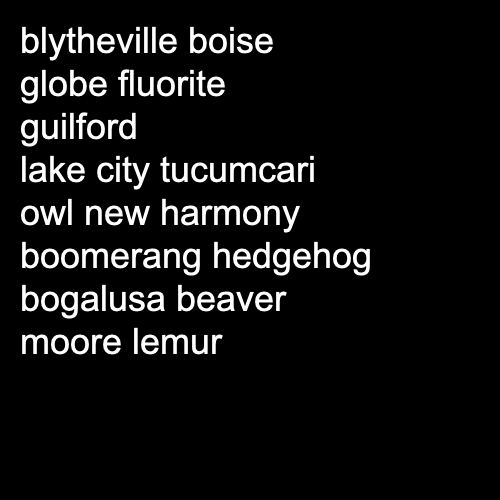 blytheville boise
globe fluorite
guilford
lake city tucumcari
owl new harmony
boomerang hedgehog
bogalusa beaver
moore lemur